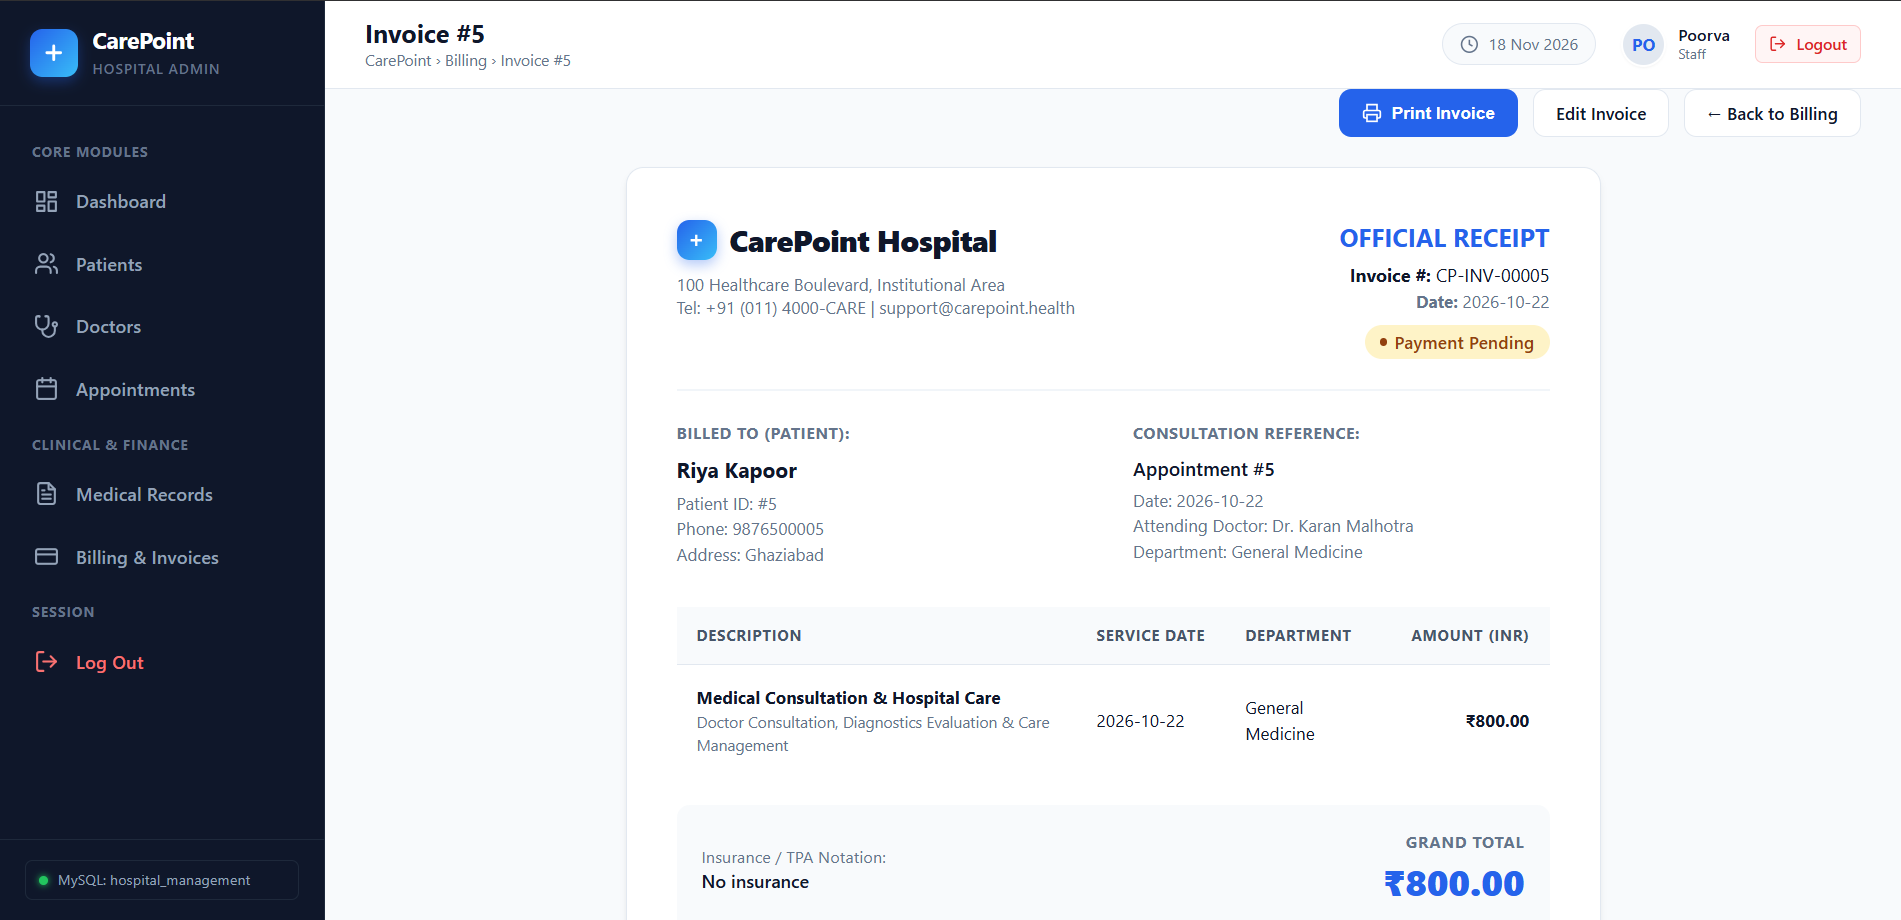 CarePoint
HOSPITAL ADMIN
CORE MODULES
Dashboard
Patients
Doctors
Appointments
CLINICAL & FINANCE
Medical Records
Billing & Invoices
SESSION
Log Out
MySQL: hospital_management
Invoice #5
CarePoint › Billing › Invoice #5
18 Nov 2026
PO
Poorva
Staff
Logout
Print Invoice
Edit Invoice
← Back to Billing
CarePoint Hospital
100 Healthcare Boulevard, Institutional Area
Tel: +91 (011) 4000-CARE | support@carepoint.health
OFFICIAL RECEIPT
Invoice #: CP-INV-00005
Date: 2026-10-22
Payment Pending
BILLED TO (PATIENT):
Riya Kapoor
Patient ID: #5
Phone: 9876500005
Address: Ghaziabad
CONSULTATION REFERENCE:
Appointment #5
Date: 2026-10-22
Attending Doctor: Dr. Karan Malhotra
Department: General Medicine
DESCRIPTION SERVICE DATE DEPARTMENT AMOUNT (INR)
Medical Consultation & Hospital Care
Doctor Consultation, Diagnostics Evaluation & Care
Management
2026-10-22
General
Medicine
₹800.00
Insurance / TPA Notation:
No insurance
GRAND TOTAL
₹800.00